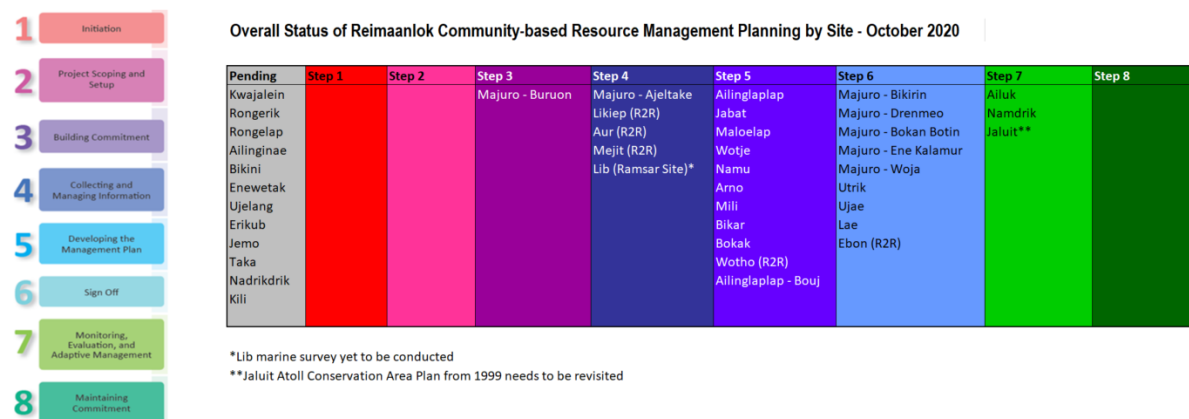 1 Initiation
2 Project Scoping and
Setup
3 Building Commitment
4 Collecting and
Managing Information
5 Developing the
Management Plan
6 Sign Off
7 Monitoring,
Evaluation, and
Adaptive Management
8 Maintaining
Commitment
Overall Status of Reimaanlok Community-based Resource Management Planning by Site - October 2020
Pending Step 1 Step 2 Step 3 Step 4 Step 5 Step 6 Step 7 Step 8
Kwajalein Majuro - Buruon Majuro - Ajeltake Ailinglaplap Majuro - Bikirin Ailuk
Rongerik Likiep (R2R) Jabat Majuro - Drenmeo Namdrik
Rongelap Aur (R2R) Maloelap Majuro - Bokan Botin Jaluit**
Ailinginae Mejit (R2R) Wotje Majuro - Ene Kalamur
Bikini Lib (Ramsar Site)* Namu Majuro - Woja
Enewetak Arno Utrik
Ujelang Mili Ujae
Erikub Bikar Lae
Jemo Bokak Ebon (R2R)
Taka Wotho (R2R)
Nadrikdrik Ailinglaplap - Bouj
Kili
*Lib marine survey yet to be conducted
**Jaluit Atoll Conservation Area Plan from 1999 needs to be revisited